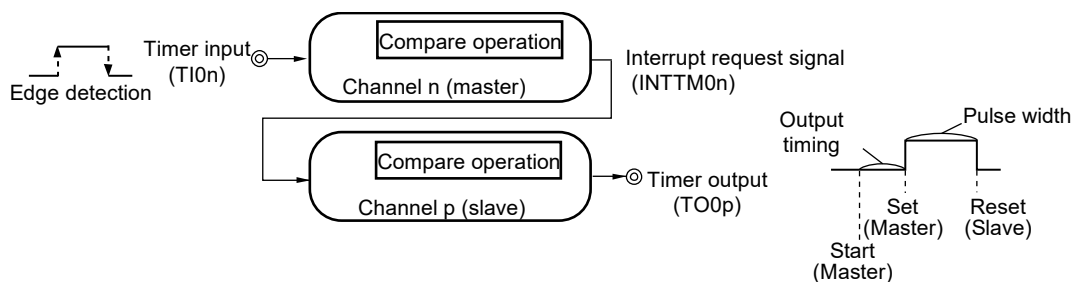 Compare operation
Timer input
(TI0n)
Edge detection
Channel n (master)
Interrupt request signal
(INTTM0n)
Compare operation
Channel p (slave)
Timer output
(TO0p)
Output
timing
Pulse width
Set
(Master)
Reset
(Slave)
Start
(Master)